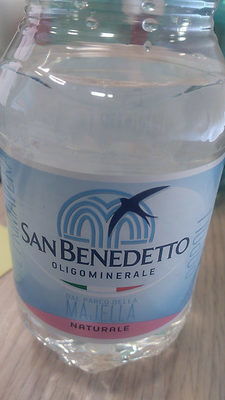 SAN BENEDETTO
OLIGOMINERALE
DAL PARCO DELLA
MAJELLA
NATURALE